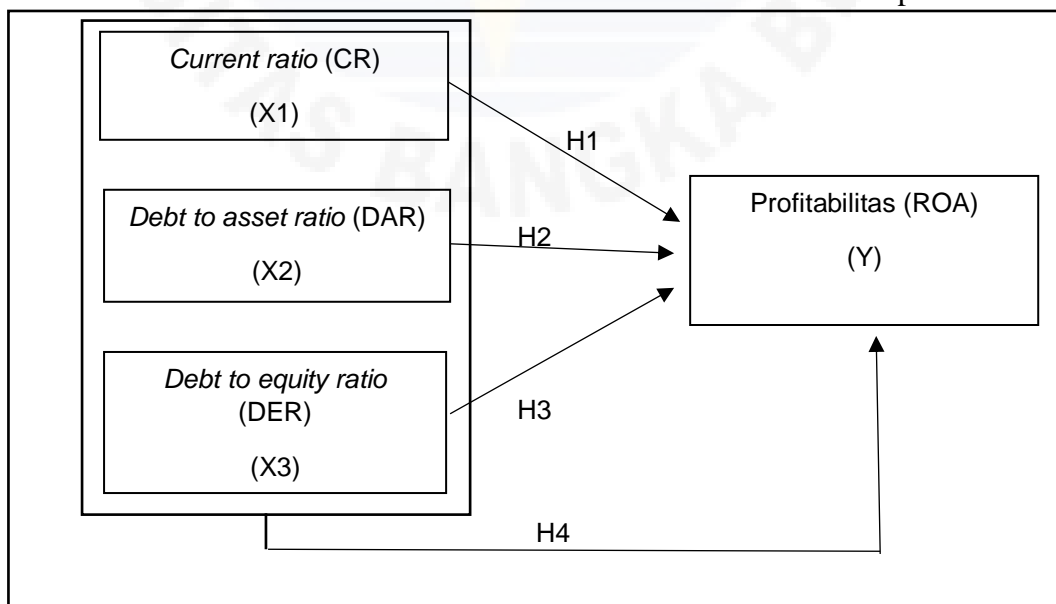 Current ratio (CR)
(X1)
H1
Debt to asset ratio (DAR)
(X2)
H2
Profitabilitas (ROA)
(Y)
Debt to equity ratio
(DER)
(X3)
H3
H4
BANGKA